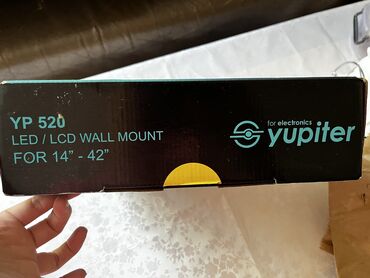 YP 520
LED / LCD WALL MOUNT
FOR 14" - 42"
for electronics
yupiter